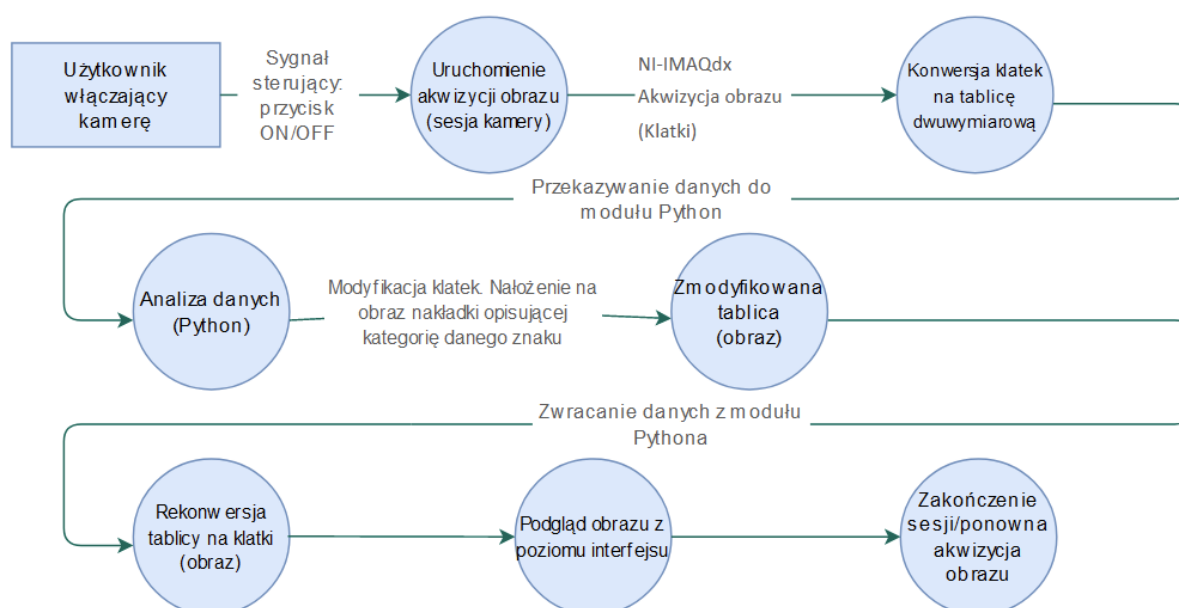 Użytkownik
włączający
kamerę
Sygnał
sterujący:
przycisk
ON/OFF
Uruchomienie
akwizycji obrazu
(sesja kamery)
NI-IMAQdx
Akwizycja obrazu
(Klatki)
Konwersja klatek
na tablicę
dwuwymiarową
Przekazywanie danych do
modułu Python
Analiza danych
(Python)
Modyfikacja klatek. Nałożenie na
obraz nakładki opisującej
kategorię danego znaku
Zmodyfikowana
tablica
(obraz)
Zwracanie danych z modułu
Pythona
Rekonwersja
tablicy na klatki
(obraz)
Podgląd obrazu z
poziomu interfejsu
Zakończenie
sesji/ponowna
akwizycja
obrazu